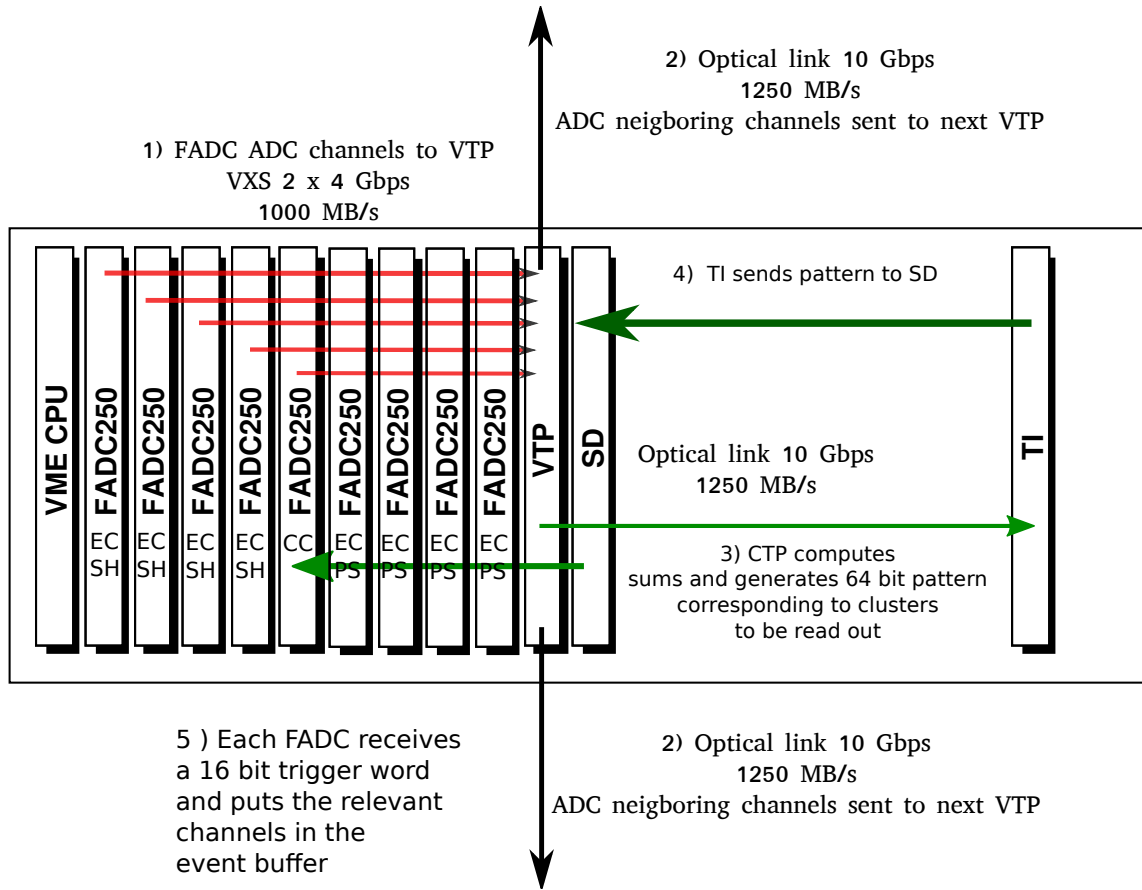 2) Optical link 10 Gbps
1250 MB/s
ADC neigboring channels sent to next VTP
1) FADC ADC channels to VTP
VXS 2 x 4 Gbps
1000 MB/s
4) TI sends pattern to SD
VME CPU
FADC250
FADC250
FADC250
FADC250
FADC250
FADC250
FADC250
FADC250
FADC250
VTP
SD
TI
EC
SH
EC
SH
EC
SH
EC
SH
CC
EC
PS
EC
PS
EC
PS
EC
PS
Optical link 10 Gbps
1250 MB/s
3) CTP computes
sums and generates 64 bit pattern
corresponding to clusters
to be read out
5 ) Each FADC receives
a 16 bit trigger word
and puts the relevant
channels in the
event buffer
2) Optical link 10 Gbps
1250 MB/s
ADC neigboring channels sent to next VTP